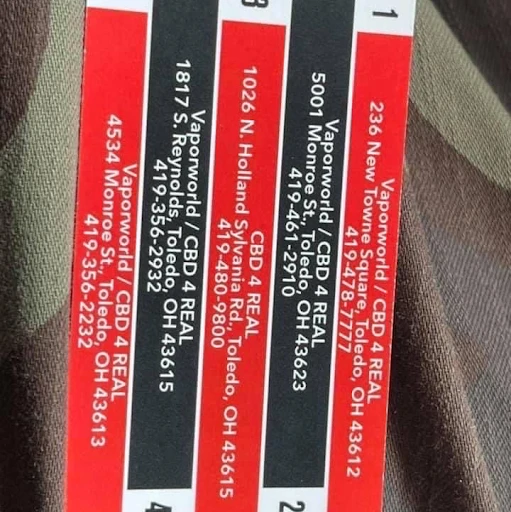 1
Vaporworld / CBD 4 REAL
236 New Towne Square, Toledo, OH 43612
419-478-7777
2
Vaporworld / CBD 4 REAL
5001 Monroe St., Toledo, OH 43623
419-461-2910
3
CBD 4 REAL
1026 N. Holland Sylvania Rd., Toledo, OH 43615
419-480-9800
4
Vaporworld / CBD 4 REAL
1817 S. Reynolds, Toledo, OH 43615
419-356-2932
Vaporworld / CBD 4 REAL
4534 Monroe St., Toledo, OH 43613
419-356-2232